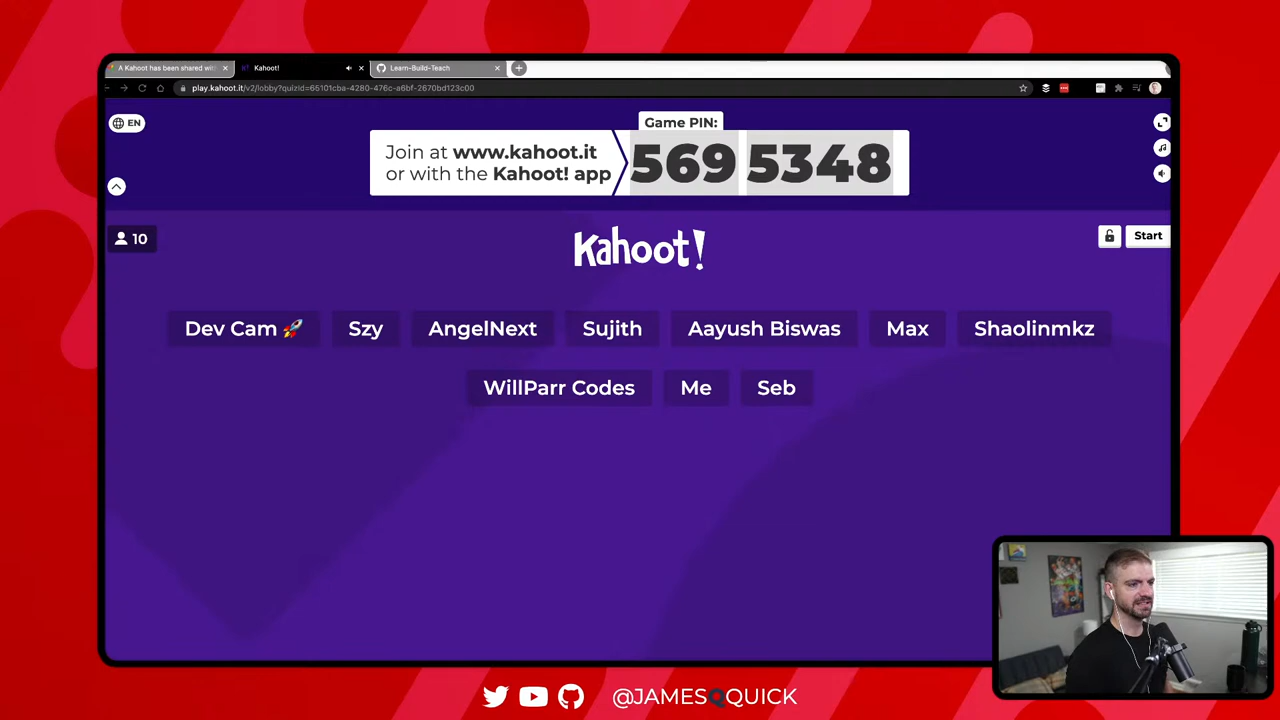 A Kahoot has been shared with
Kahoot!
Learn-Build-Teach
play.kahoot.it/v2/lobby?quizId=65101cba-4280-476c-a6bf-2670bd123c00
EN
Game PIN:
Join at www.kahoot.it
or with the Kahoot! app
569 5348
10
Kahoot!
Start
Dev Cam 🚀 Szy AngelNext Sujith Aayush Biswas Max Shaolinmkz
WillParr Codes Me Seb
@JAMESQQUICK